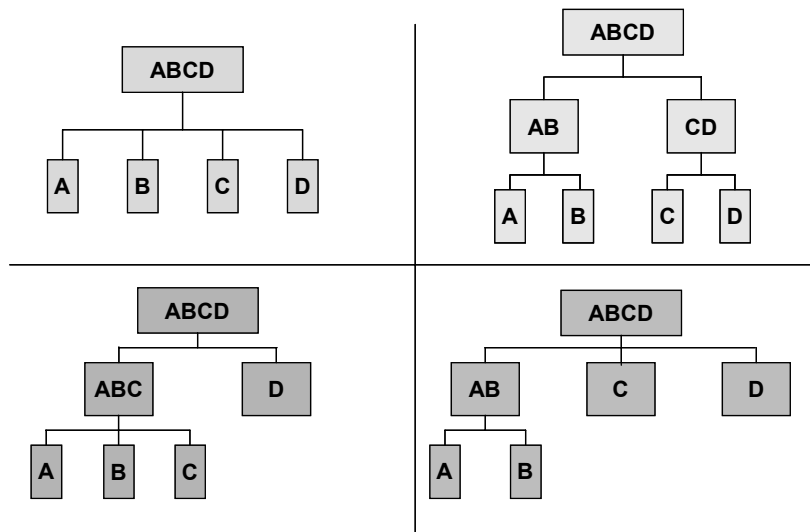 ABCD
A B C D
ABCD
AB CD
A B C D
ABCD
ABC D
A B C
ABCD
AB C D
A B